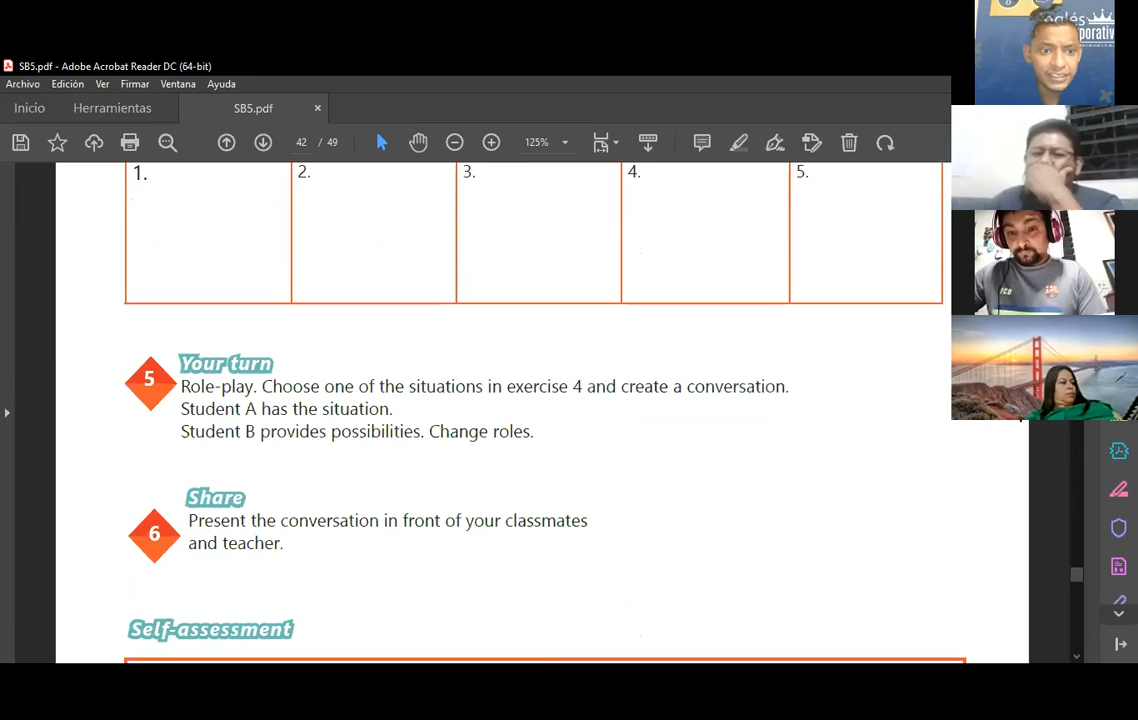 SB5.pdf - Adobe Acrobat Reader DC (64-bit)
Archivo Edición Ver Firmar Ventana Ayuda
Inicio Herramientas SB5.pdf ×
42 / 49 125%
1. 2. 3. 4. 5.
5 Your turn
Role-play. Choose one of the situations in exercise 4 and create a conversation.
Student A has the situation.
Student B provides possibilities. Change roles.
Share
6 Present the conversation in front of your classmates
and teacher.
Self-assessment
FCB